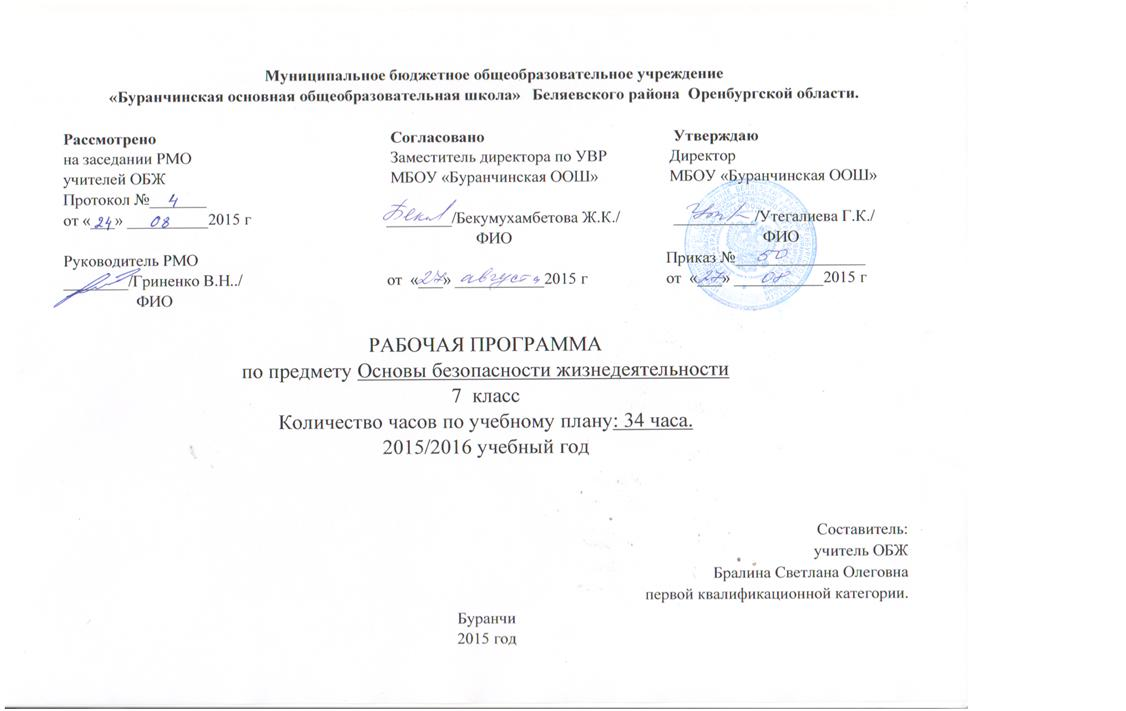 Муниципальное бюджетное общеобразовательное учреждение
«Буранчинская основная общеобразовательная школа» Беляевского района Оренбургской области.
Рассмотрено
на заседании РМО
учителей ОБЖ
Протокол № 4
от «24» 08 2015 г
Руководитель РМО
/Гриненко В.Н../
ФИО
Согласовано
Заместитель директора по УВР
МБОУ «Буранчинская ООШ»
/Бекумухамбетова Ж.К./
ФИО
от «27» августа 2015 г
Утверждаю
Директор
МБОУ «Буранчинская ООШ»
/Утегалиева Г.К./
ФИО
Приказ № 50
от «27» 08 2015 г
РАБОЧАЯ ПРОГРАММА
по предмету Основы безопасности жизнедеятельности
7 класс
Количество часов по учебному плану: 34 часа.
2015/2016 учебный год
Составитель:
учитель ОБЖ
Бралина Светлана Олеговна
первой квалификационной категории.
Буранчи
2015 год